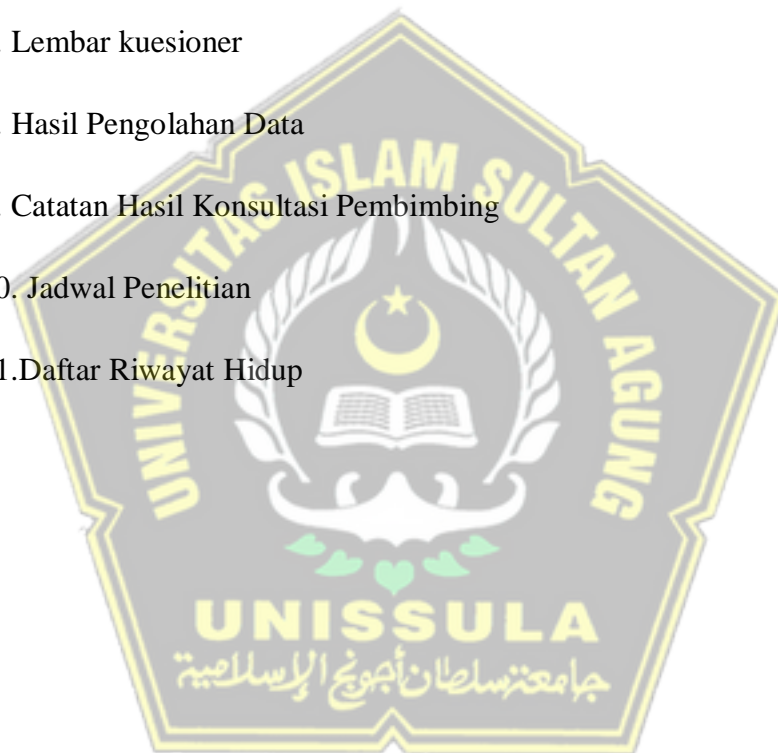 . Lembar kuesioner
. Hasil Pengolahan Data
. Catatan Hasil Konsultasi Pembimbing
0. Jadwal Penelitian
1.Daftar Riwayat Hidup
UNIVERSITAS ISLAM SULTAN AGUNG
UNISSULA
جامعة سلطان أجونج الإسلامية